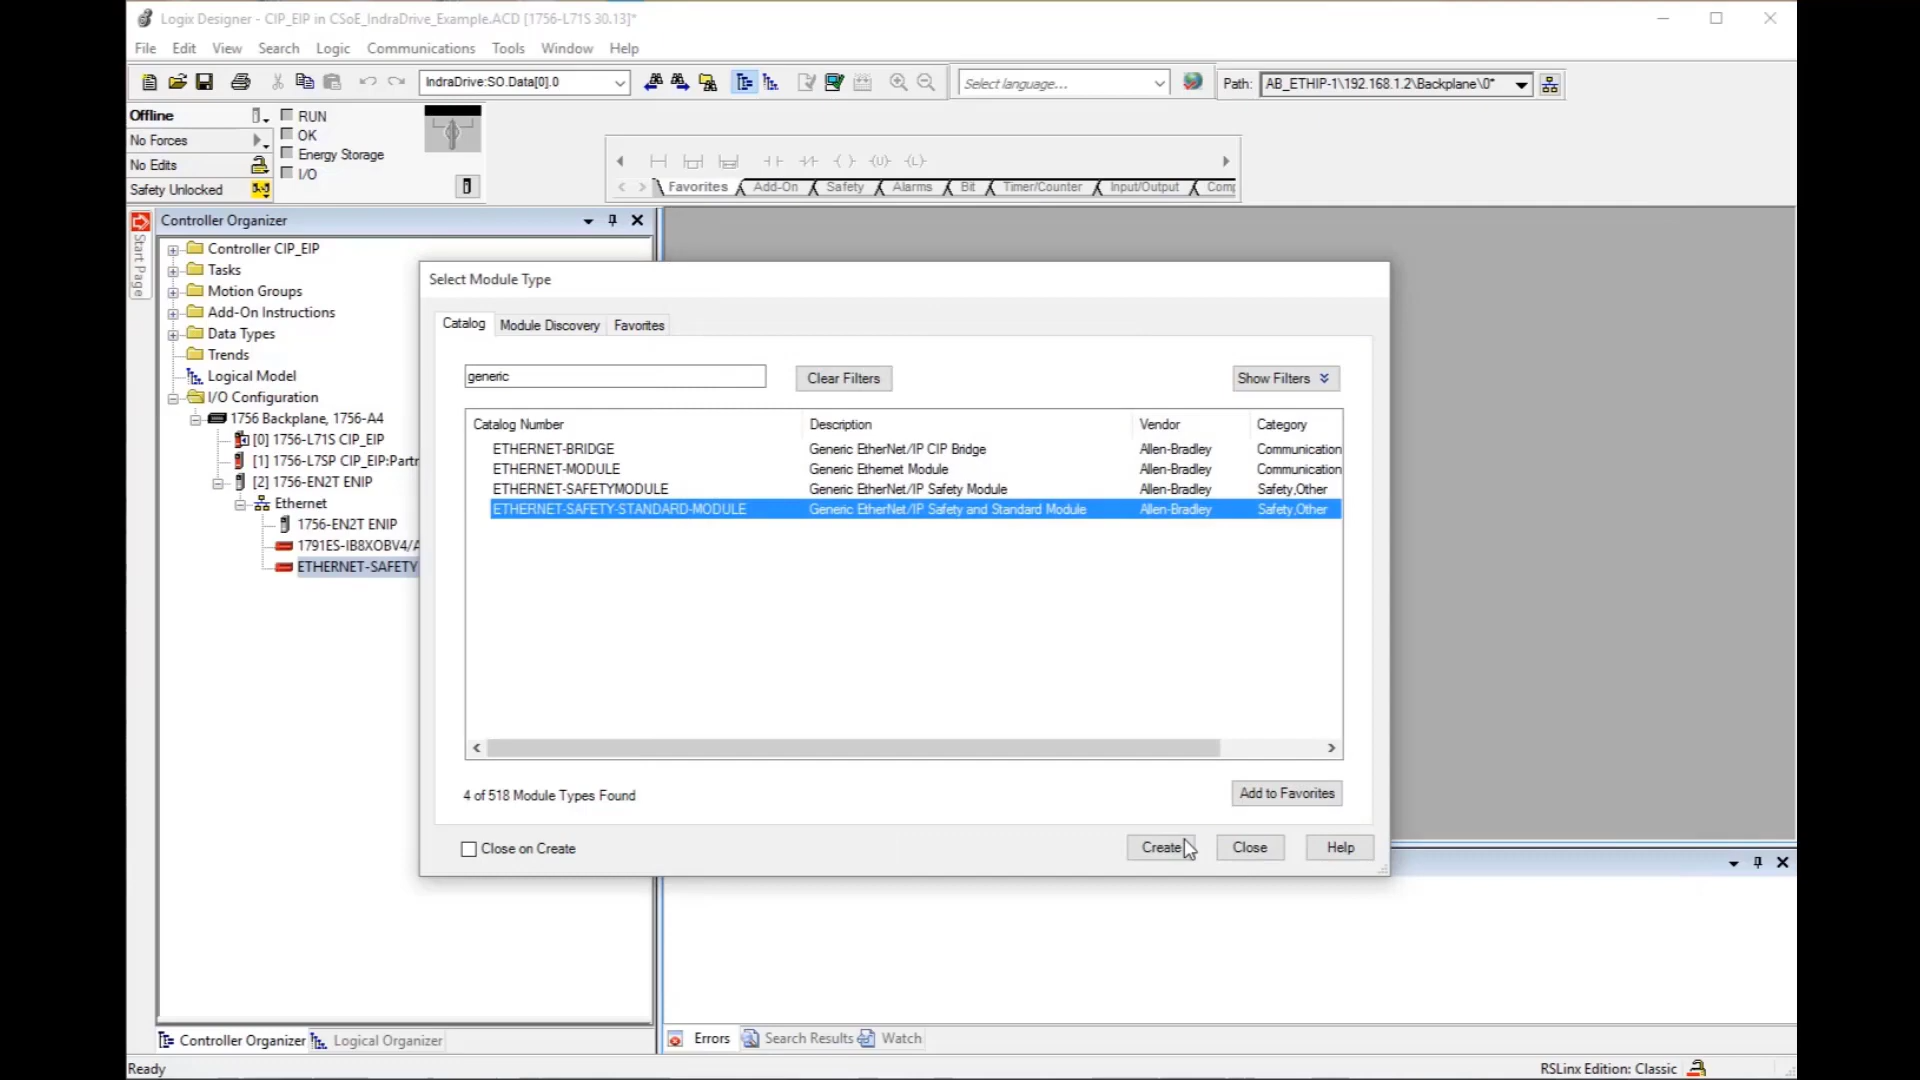 Logix Designer - CIP_EIP in CSoE_IndraDrive_Example.ACD [1756-L71S 30.13]*
File Edit View Search Logic Communications Tools Window Help
IndraDrive:SO.Data[0].0 Select language... Path: AB_ETHIP-1\192.168.1.2\Backplane\0*
Offline RUN
No Forces OK
Energy Storage
No Edits I/O
Safety Unlocked
Favorites Add-On Safety Alarms Bit Timer/Counter Input/Output Comp
Start Page
Controller Organizer
Controller CIP_EIP
Tasks
Motion Groups
Add-On Instructions
Data Types
Trends
Logical Model
I/O Configuration
1756 Backplane, 1756-A4
[0] 1756-L71S CIP_EIP
[1] 1756-L7SP CIP_EIP:Partn
[2] 1756-EN2T ENIP
Ethernet
1756-EN2T ENIP
1791ES-IB8XOBV4/A
ETHERNET-SAFETY
Select Module Type
Catalog Module Discovery Favorites
generic Clear Filters Show Filters
Catalog Number Description Vendor Category
ETHERNET-BRIDGE Generic EtherNet/IP CIP Bridge Allen-Bradley Communication
ETHERNET-MODULE Generic Ethernet Module Allen-Bradley Communication
ETHERNET-SAFETYMODULE Generic EtherNet/IP Safety Module Allen-Bradley Safety,Other
ETHERNET-SAFETY-STANDARD-MODULE Generic EtherNet/IP Safety and Standard Module Allen-Bradley Safety,Other
4 of 518 Module Types Found Add to Favorites
Close on Create Create Close Help
Controller Organizer Logical Organizer
Errors Search Results Watch
Ready RSLinx Edition: Classic